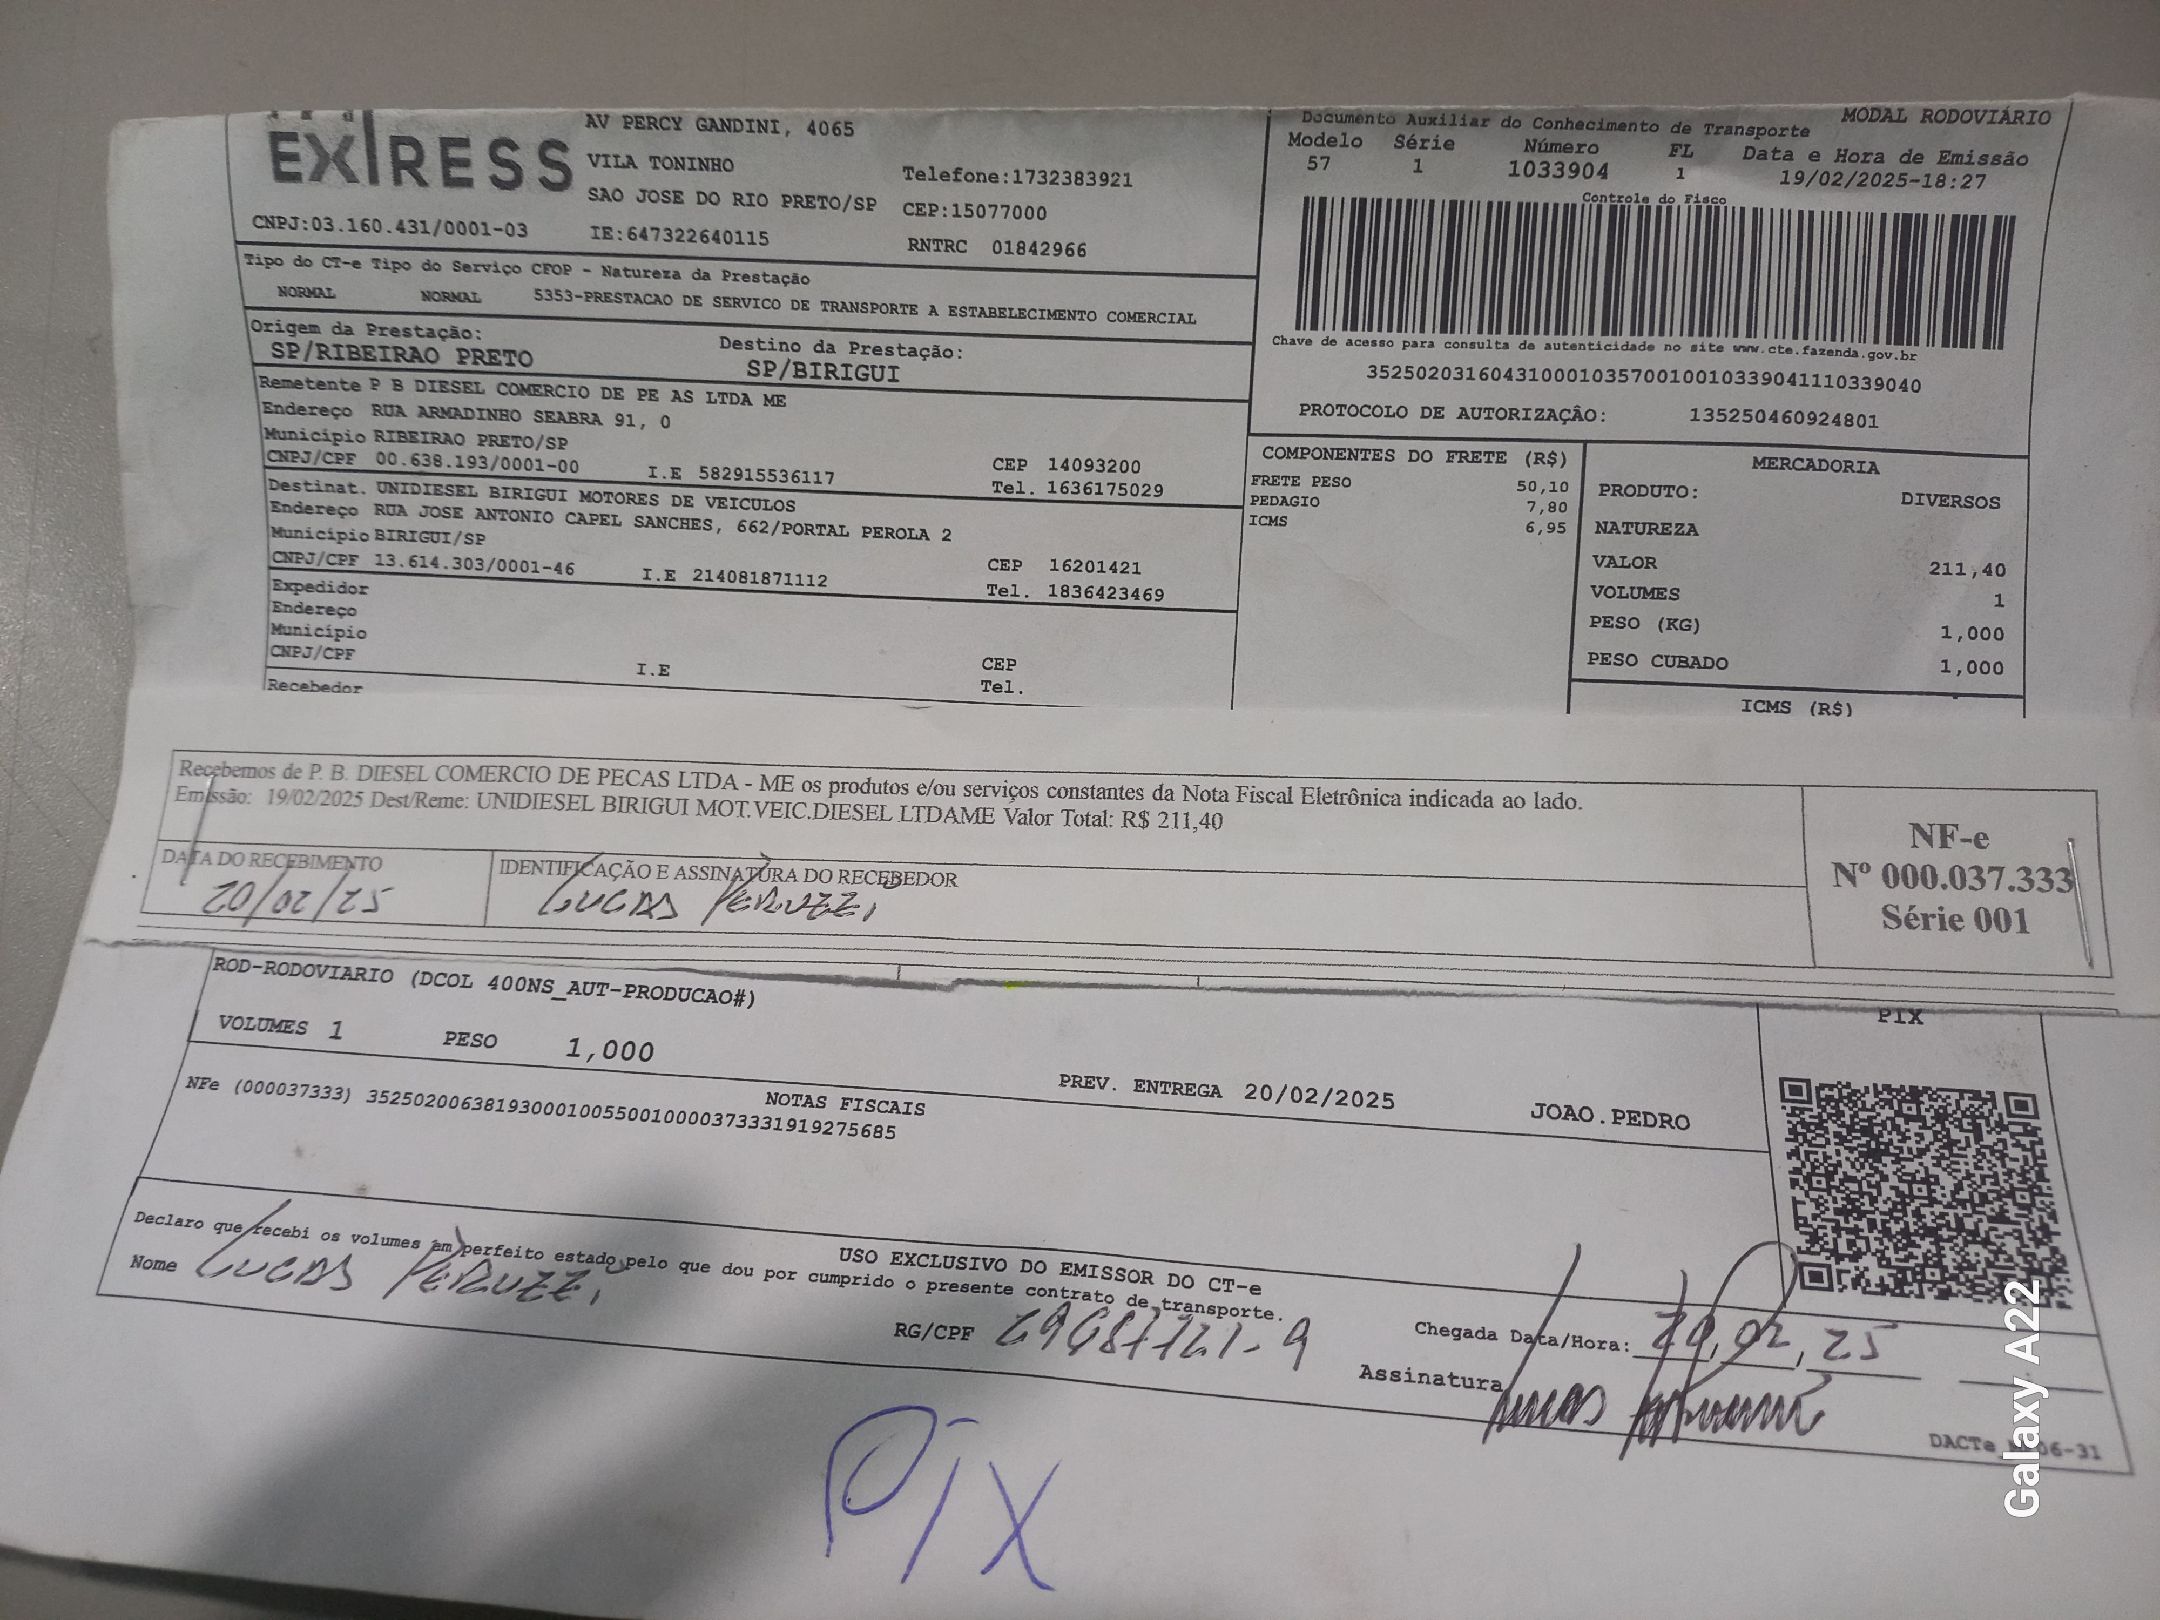 EXPRESS
AV PERCY GANDINI, 4065
VILA TONINHO
SAO JOSE DO RIO PRETO/SP
Telefone:1732383921
CEP:15077000
CNPJ:03.160.431/0001-03 IE:647322640115 RNTRC 01842966
MODAL RODOVIÁRIO
Documento Auxiliar do Conhecimento de Transporte
Modelo Série Número FL Data e Hora de Emissão
57 1 1033904 1 19/02/2025-18:27
Controle do Fisco
Chave de acesso para consulta de autenticidade no site www.cte.fazenda.gov.br
35250203160431000103570010010339041110339040
PROTOCOLO DE AUTORIZAÇÂO: 135250460924801
Tipo do CT-e Tipo do Serviço CFOP - Natureza da Prestação
NORMAL NORMAL 5353-PRESTACAO DE SERVICO DE TRANSPORTE A ESTABELECIMENTO COMERCIAL
Origem da Prestação: Destino da Prestação:
SP/RIBEIRAO PRETO SP/BIRIGUI
Remetente P B DIESEL COMERCIO DE PE AS LTDA ME
Endereço RUA ARMADINHO SEABRA 91, 0
Município RIBEIRAO PRETO/SP CEP 14093200
CNPJ/CPF 00.638.193/0001-00 I.E 582915536117 Tel. 1636175029
Destinat. UNIDIESEL BIRIGUI MOTORES DE VEICULOS
Endereço RUA JOSE ANTONIO CAPEL SANCHES, 662/PORTAL PEROLA 2
Município BIRIGUI/SP CEP 16201421
CNPJ/CPF 13.614.303/0001-46 I.E 214081871112 Tel. 1836423469
Expedidor
Endereço
Município CEP
CNPJ/CPF I.E Tel.
Recebedor
COMPONENTES DO FRETE (R$)
FRETE PESO 50,10
PEDAGIO 7,80
ICMS 6,95
MERCADORIA
PRODUTO: DIVERSOS
NATUREZA
VALOR 211,40
VOLUMES 1
PESO (KG) 1,000
PESO CUBADO 1,000
ICMS (R$)
Recebemos de P. B. DIESEL COMERCIO DE PECAS LTDA - ME os produtos e/ou serviços constantes da Nota Fiscal Eletrônica indicada ao lado.
Emissão: 19/02/2025 Dest/Reme: UNIDIESEL BIRIGUI MOT.VEIC.DIESEL LTDAME Valor Total: R$ 211,40
DATA DO RECEBIMENTO IDENTIFICAÇÃO E ASSINATURA DO RECEBEDOR
20/02/25 LUCAS PERUZZI
NF-e
Nº 000.037.333
Série 001
ROD-RODOVIARIO (DCOL 400NS_AUT-PRODUCAO#)
VOLUMES 1 PESO 1,000 PREV. ENTREGA 20/02/2025 JOAO.PEDRO
PIX
NOTAS FISCAIS
NFe (000037333) 35250200638193000100550010000373331919275685
USO EXCLUSIVO DO EMISSOR DO CT-e
Declaro que recebi os volumes em perfeito estado pelo que dou por cumprido o presente contrato de transporte.
Nome LUCAS PERUZZI
RG/CPF
Chegada Data/Hora: 20,02,25
Assinatura
DACTe
PIX
Galaxy A22